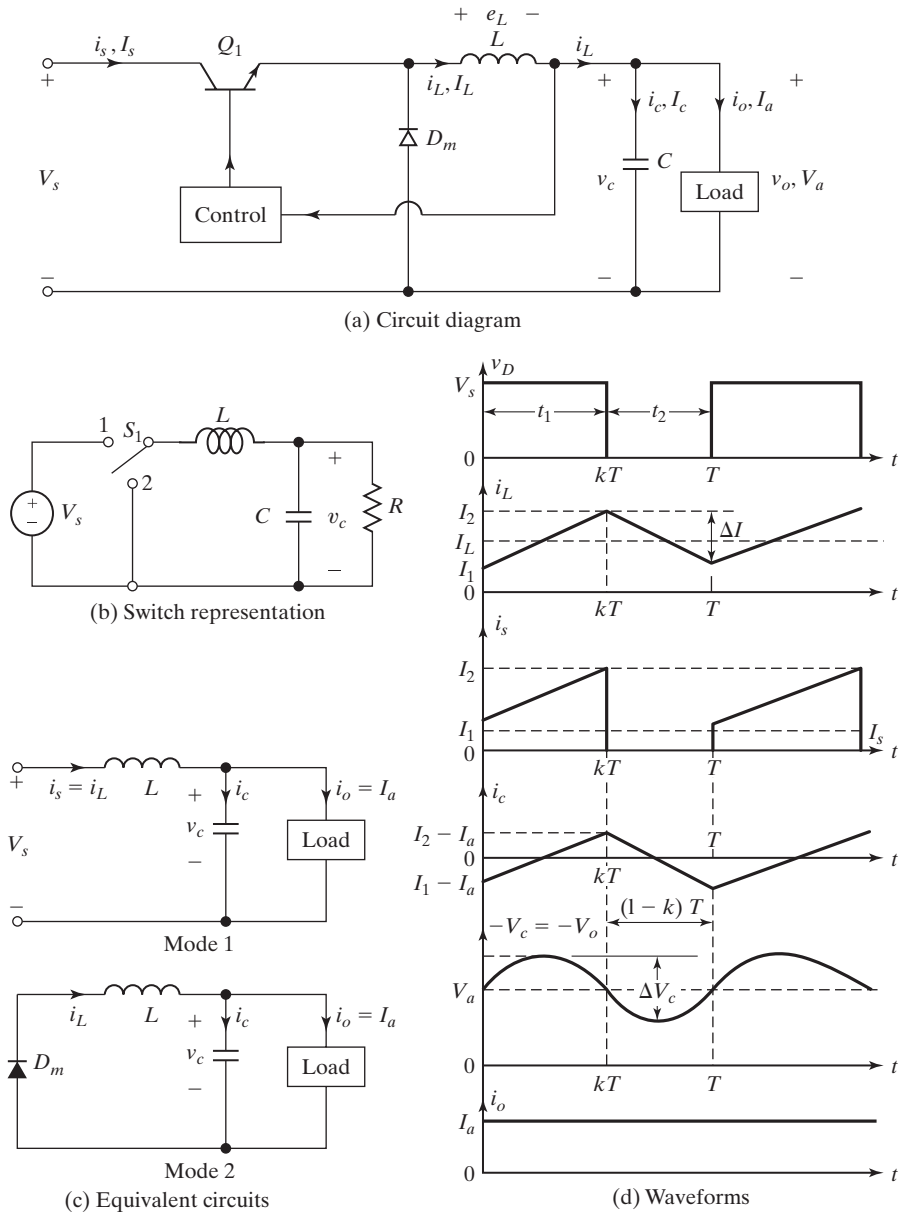 + e_L −
i_s, I_s
Q_1
L
i_L
+
i_L, I_L
+
+
i_c, I_c
i_o, I_a
D_m
C
V_s
v_c
Load
v_o, V_a
Control
−
−
−
(a) Circuit diagram
1
S_1
L
2
+
−
V_s
C
+
v_c
−
R
(b) Switch representation
+
i_s = i_L
L
+
v_c
−
i_c
i_o = I_a
V_s
Load
−
Mode 1
i_L
L
+
v_c
−
i_c
i_o = I_a
D_m
Load
Mode 2
(c) Equivalent circuits
v_D
V_s
t_1
t_2
0
kT
T
t
i_L
I_2
I_L
I_1
ΔI
0
kT
T
t
i_s
I_2
I_1
I_s
0
kT
T
t
i_c
I_2 − I_a
T
0
t
kT
I_1 − I_a
(1 − k) T
−V_c = −V_o
V_a
ΔV_c
0
kT
T
t
i_o
I_a
0
t
(d) Waveforms